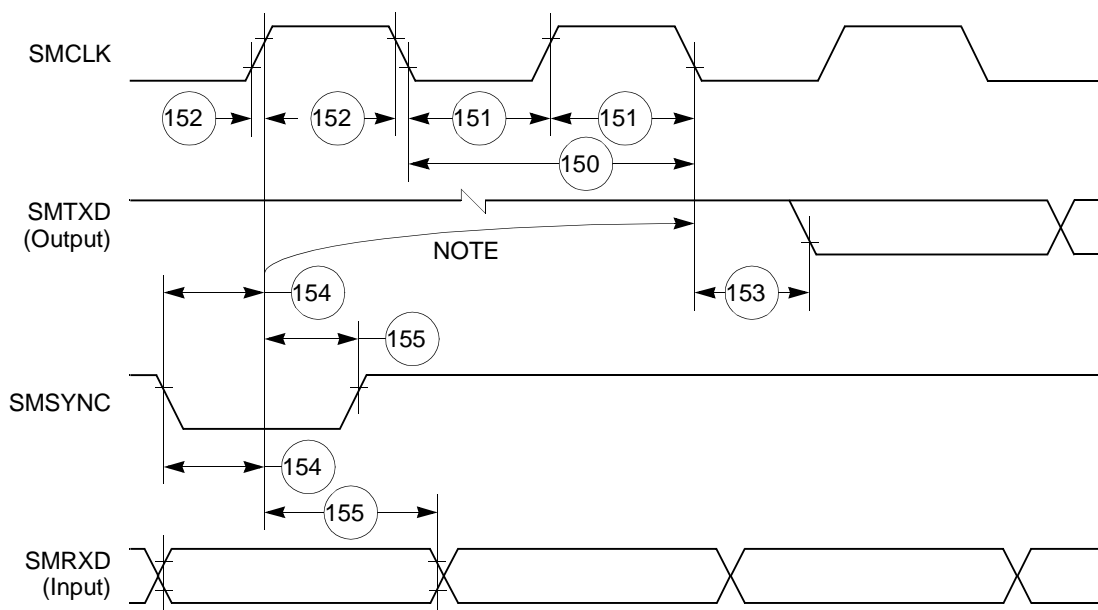 SMCLK
152
152
151
151
150
SMTXD
(Output)
NOTE
154
153
155
SMSYNC
154
155
SMRXD
(Input)